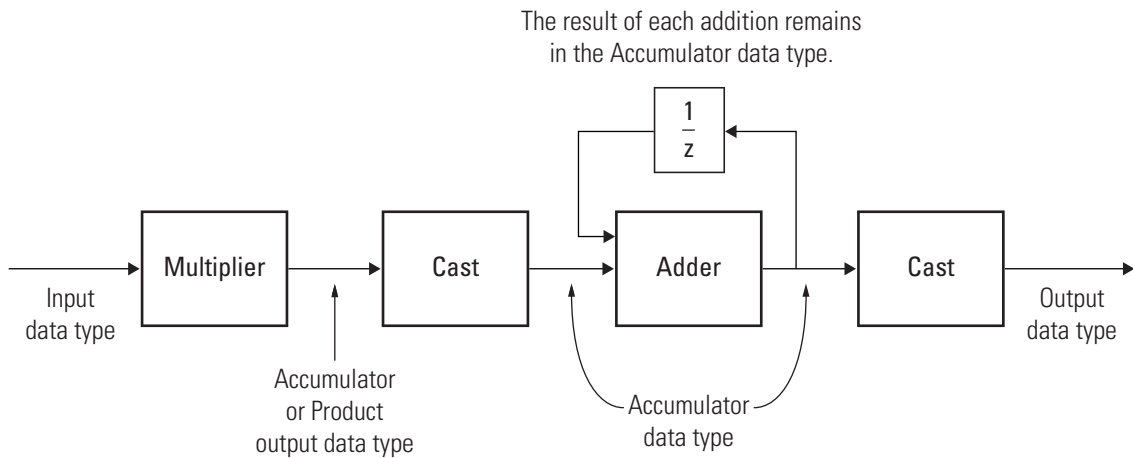 The result of each addition remains
in the Accumulator data type.
1
z
Multiplier
Cast
Adder
Cast
Input
data type
Accumulator
or Product
output data type
Accumulator
data type
Output
data type